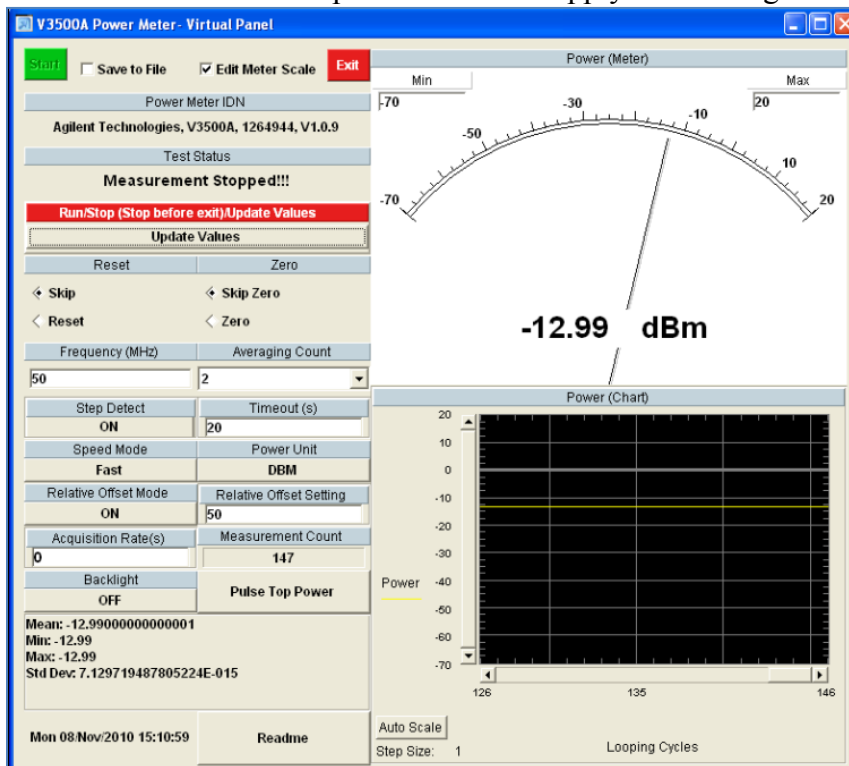 V3500A Power Meter- Virtual Panel
Start
Save to File
Edit Meter Scale
Exit
Power Meter IDN
Agilent Technologies, V3500A, 1264944, V1.0.9
Test Status
Measurement Stopped!!!
Run/Stop (Stop before exit)/Update Values
Update Values
Reset Zero
Skip Skip Zero
Reset Zero
Frequency (MHz) Averaging Count
50 2
Step Detect Timeout (s)
ON 20
Speed Mode Power Unit
Fast DBM
Relative Offset Mode Relative Offset Setting
ON 50
Acquisition Rate(s) Measurement Count
0 147
Backlight
OFF
Pulse Top Power
Mean: -12.99000000000001
Min: -12.99
Max: -12.99
Std Dev: 7.129719487805224E-015
Mon 08/Nov/2010 15:10:59
Readme
Power (Meter)
Min Max
-70 20
-70 -50 -30 -10 10 20
-12.99 dBm
Power (Chart)
20
10
0
-10
-20
-30
Power -40
-50
-60
-70
126 135 146
Auto Scale
Step Size: 1
Looping Cycles